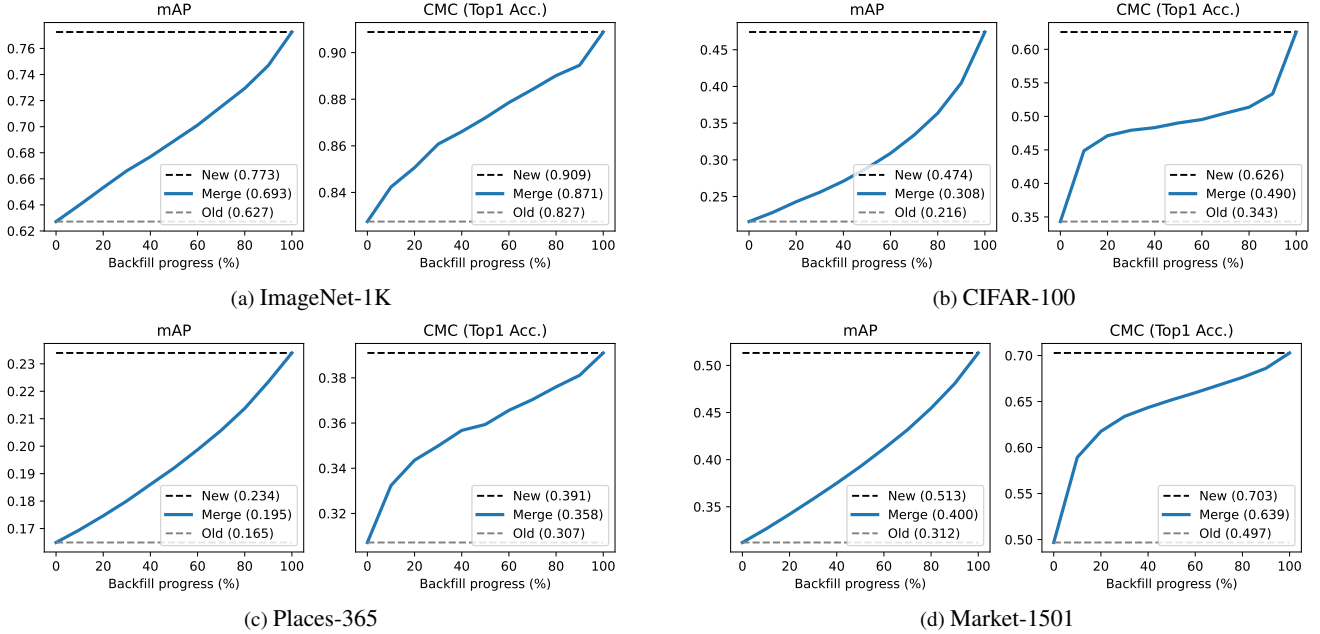 mAP
0.76
0.74
0.72
0.70
0.68
0.66
0.64
0.62
New (0.773)
Merge (0.693)
Old (0.627)
0 20 40 60 80 100
Backfill progress (%)
CMC (Top1 Acc.)
0.90
0.88
0.86
0.84
New (0.909)
Merge (0.871)
Old (0.827)
0 20 40 60 80 100
Backfill progress (%)
(a) ImageNet-1K
mAP
0.45
0.40
0.35
0.30
0.25
New (0.474)
Merge (0.308)
Old (0.216)
0 20 40 60 80 100
Backfill progress (%)
CMC (Top1 Acc.)
0.60
0.55
0.50
0.45
0.40
0.35
New (0.626)
Merge (0.490)
Old (0.343)
0 20 40 60 80 100
Backfill progress (%)
(b) CIFAR-100
mAP
0.23
0.22
0.21
0.20
0.19
0.18
0.17
New (0.234)
Merge (0.195)
Old (0.165)
0 20 40 60 80 100
Backfill progress (%)
CMC (Top1 Acc.)
0.38
0.36
0.34
0.32
New (0.391)
Merge (0.358)
Old (0.307)
0 20 40 60 80 100
Backfill progress (%)
(c) Places-365
mAP
0.50
0.45
0.40
0.35
New (0.513)
Merge (0.400)
Old (0.312)
0 20 40 60 80 100
Backfill progress (%)
CMC (Top1 Acc.)
0.70
0.65
0.60
0.55
0.50
New (0.703)
Merge (0.639)
Old (0.497)
0 20 40 60 80 100
Backfill progress (%)
(d) Market-1501